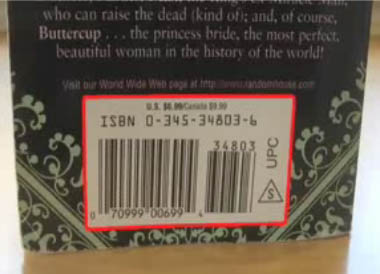 who can raise the dead (kind of); and, of course,
Buttercup . . . the princess bride, the most perfect,
beautiful woman in the history of the world!
Visit our World Wide Web page at http://www.randomhouse.com
U.S. $6.99/Canada $9.99
ISBN 0-345-34803-6
34803
UPC
S
0 70999 00699 4